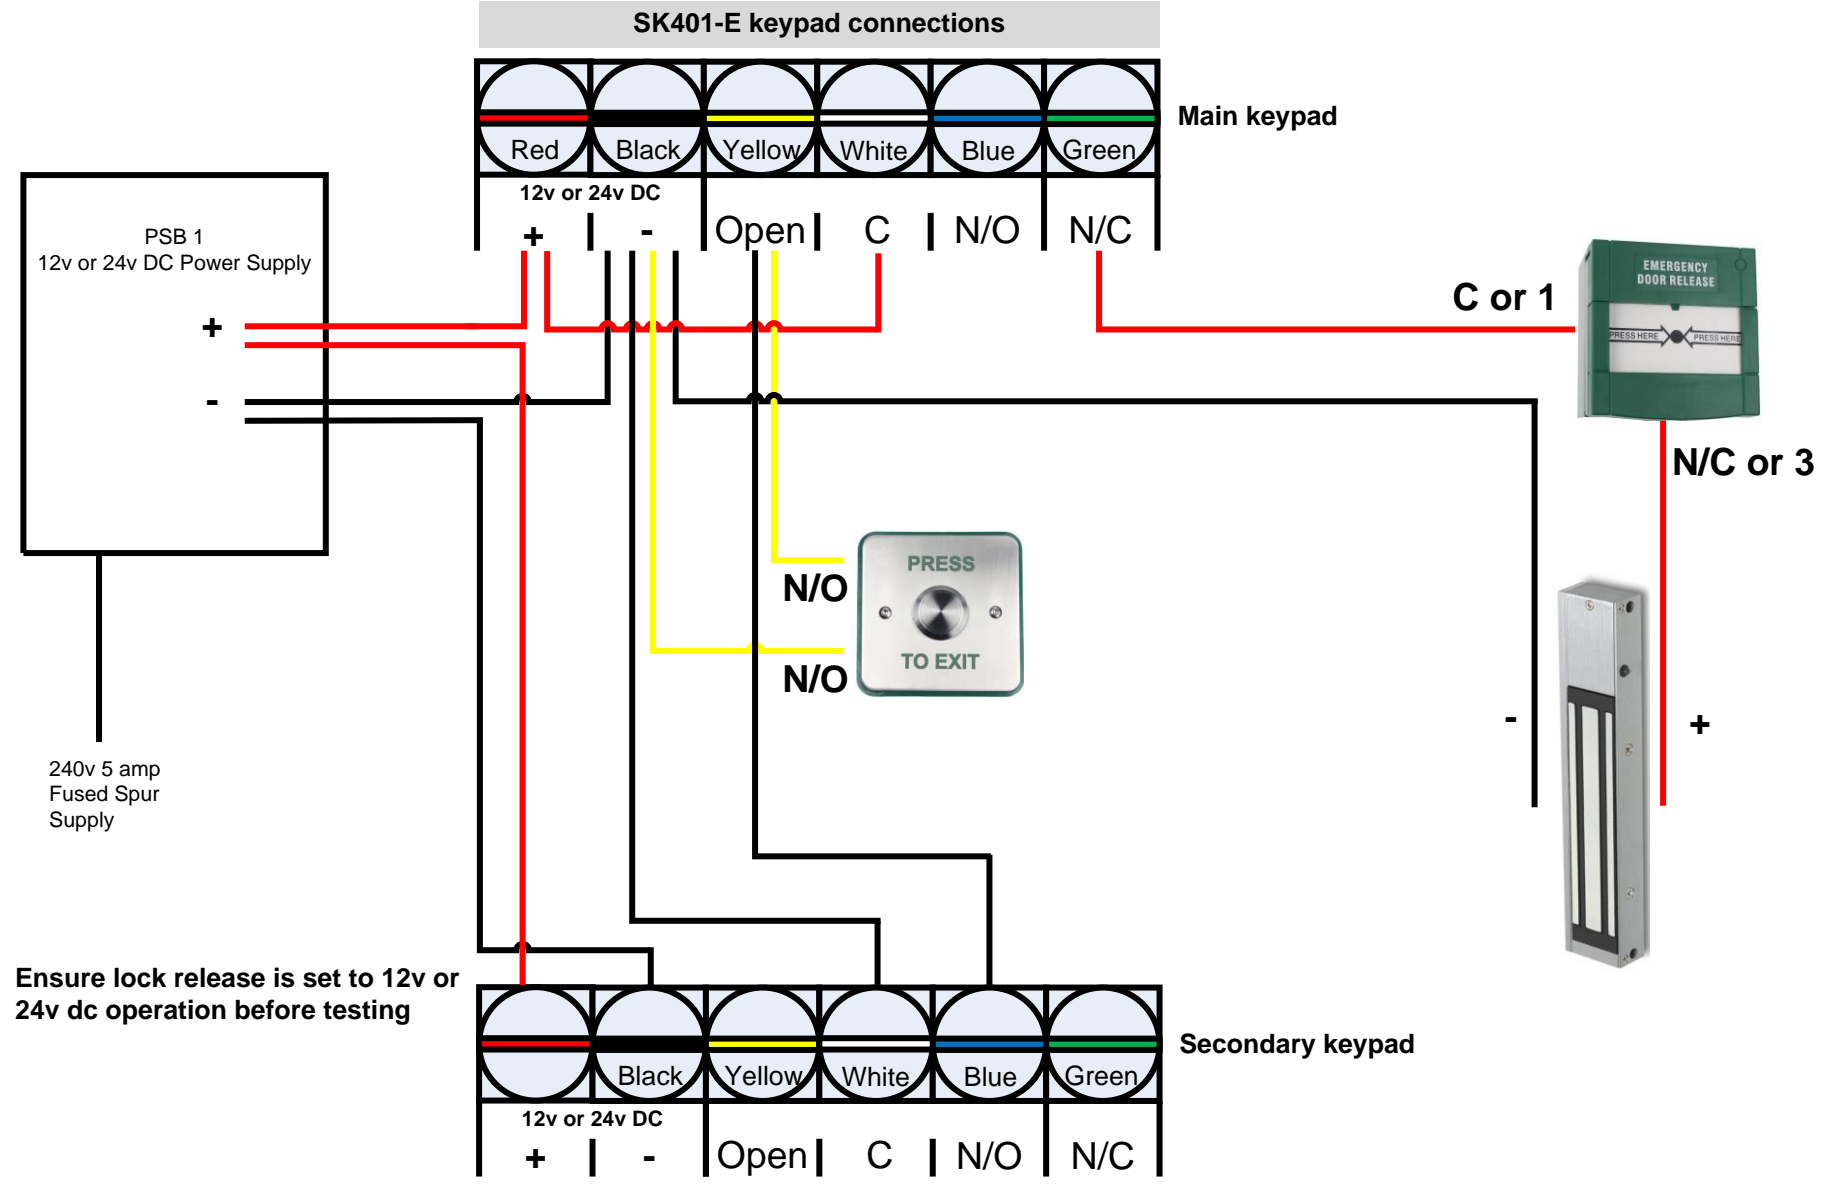 SK401-E keypad connections
Main keypad
Red
Black
Yellow
White
Blue
Green
12v or 24v DC
+
-
Open
C
N/O
N/C
PSB 1
12v or 24v DC Power Supply
+
-
C or 1
EMERGENCY
DOOR RELEASE
PRESS HERE
PRESS HERE
N/C or 3
PRESS
TO EXIT
N/O
N/O
-
+
240v 5 amp
Fused Spur
Supply
Ensure lock release is set to 12v or
24v dc operation before testing
Secondary keypad
Black
Yellow
White
Blue
Green
12v or 24v DC
+
-
Open
C
N/O
N/C